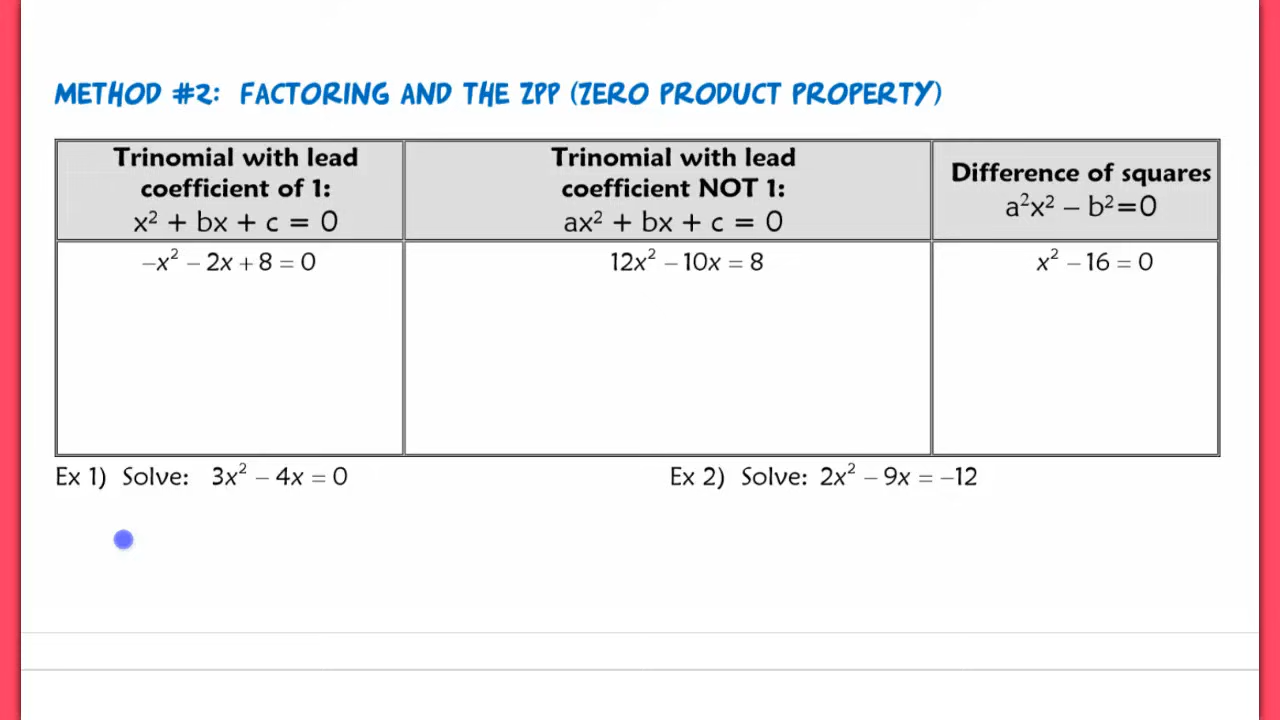 METHOD #2: FACTORING AND THE ZPP (ZERO PRODUCT PROPERTY)
Trinomial with lead
coefficient of 1:
x² + bx + c = 0
Trinomial with lead
coefficient NOT 1:
ax² + bx + c = 0
Difference of squares
a²x² – b²=0
–x² – 2x + 8 = 0
12x² – 10x = 8
x² – 16 = 0
Ex 1) Solve: 3x² – 4x = 0
Ex 2) Solve: 2x² – 9x = –12